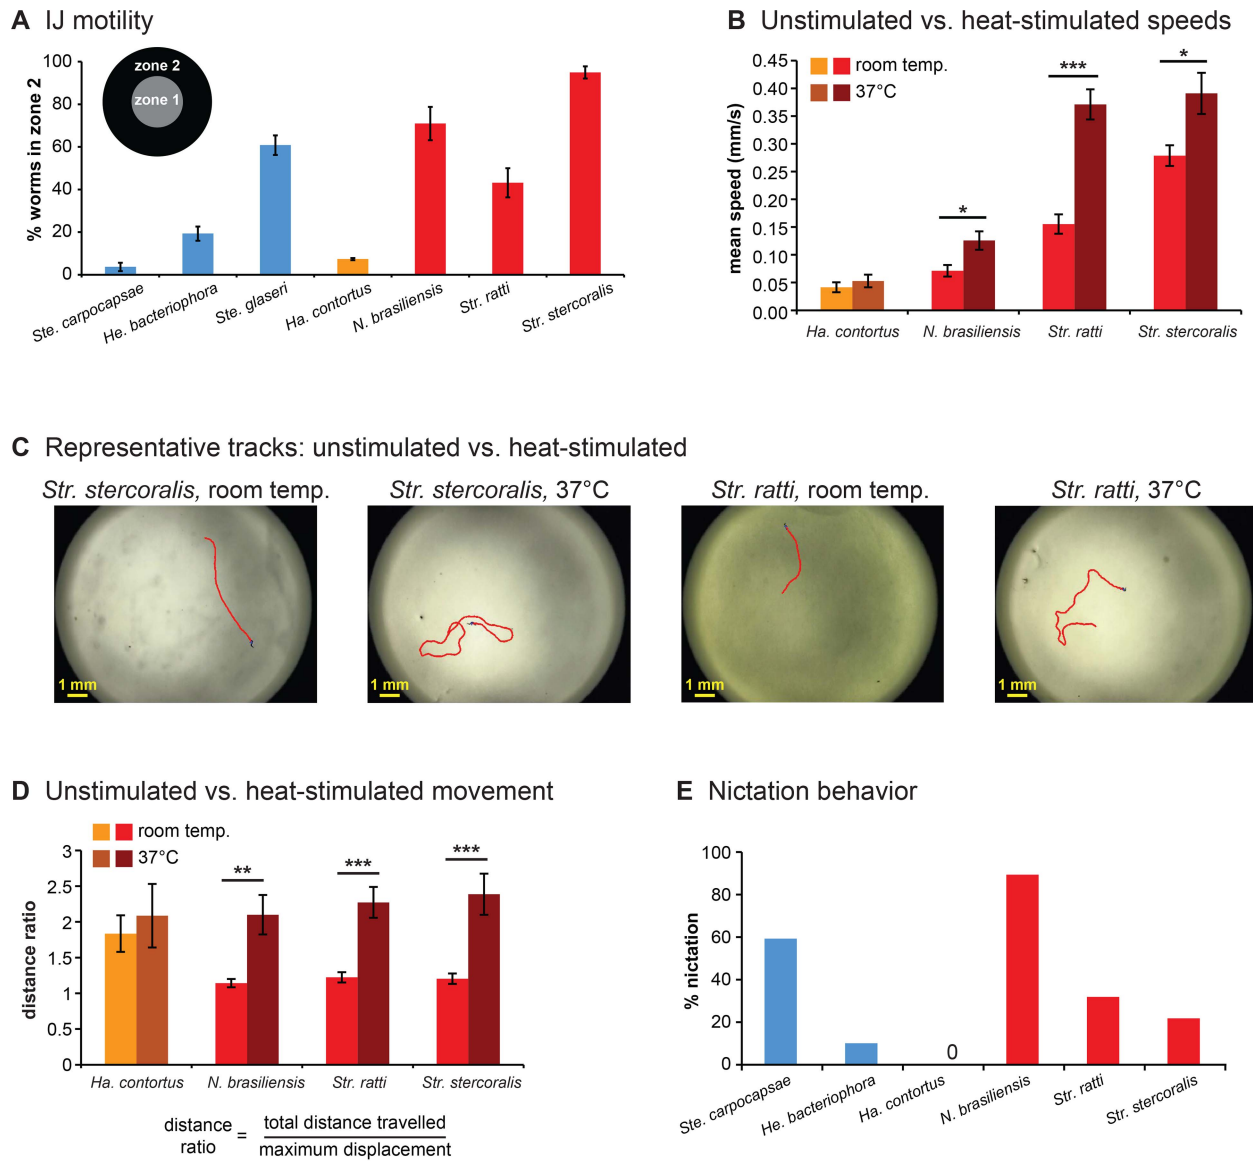 A IJ motility
% worms in zone 2
100
80
60
40
20
0
zone 2
zone 1
Ste. carpocapsae
He. bacteriophora
Ste. glaseri
Ha. contortus
N. brasiliensis
Str. ratti
Str. stercoralis
B Unstimulated vs. heat-stimulated speeds
mean speed (mm/s)
0.45
0.40
0.35
0.30
0.25
0.20
0.15
0.10
0.05
0.00
room temp.
37°C
*
***
*
Ha. contortus
N. brasiliensis
Str. ratti
Str. stercoralis
C Representative tracks: unstimulated vs. heat-stimulated
Str. stercoralis, room temp.
1 mm
Str. stercoralis, 37°C
1 mm
Str. ratti, room temp.
1 mm
Str. ratti, 37°C
1 mm
D Unstimulated vs. heat-stimulated movement
distance ratio
3
2.5
2
1.5
1
0.5
0
room temp.
37°C
**
***
***
Ha. contortus
N. brasiliensis
Str. ratti
Str. stercoralis
distance ratio = total distance travelled
maximum displacement
E Nictation behavior
% nictation
100
80
60
40
20
0
0
Ste. carpocapsae
He. bacteriophora
Ha. contortus
N. brasiliensis
Str. ratti
Str. stercoralis